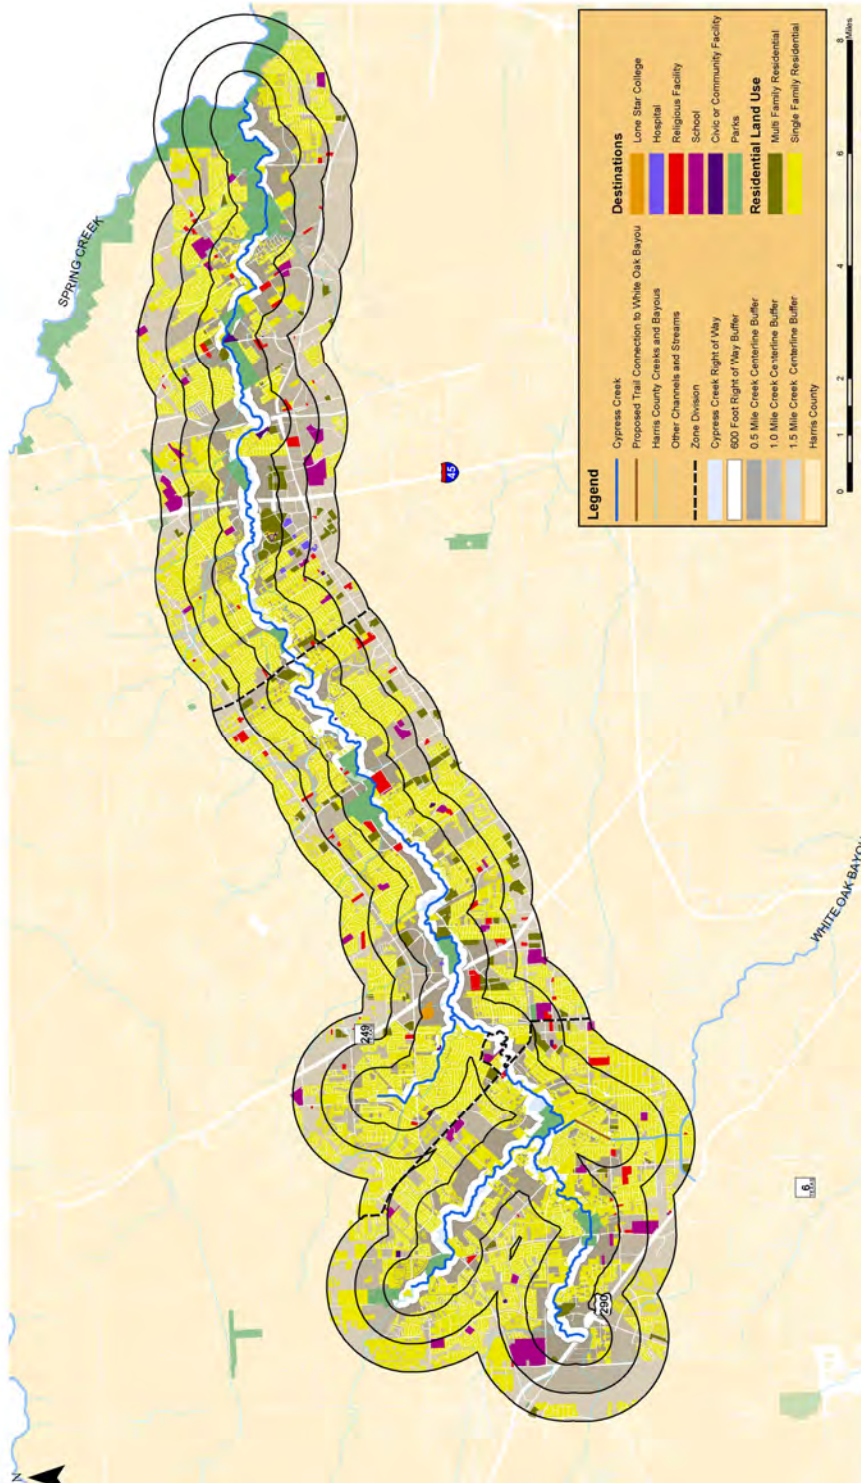 N
SPRING CREEK
45
249
290
6
TEXAS
WHITE OAK BAYOU
Legend
Cypress Creek
Proposed Trail Connection to White Oak Bayou
Harris County Creeks and Bayous
Other Channels and Streams
Zone Division
Cypress Creek Right of Way
600 Foot Right of Way Buffer
0.5 Mile Creek Centerline Buffer
1.0 Mile Creek Centerline Buffer
1.5 Mile Creek Centerline Buffer
Harris County
Destinations
Lone Star College
Hospital
Religious Facility
School
Civic or Community Facility
Parks
Residential Land Use
Multi Family Residential
Single Family Residential
0 1 2 4 6 8
Miles